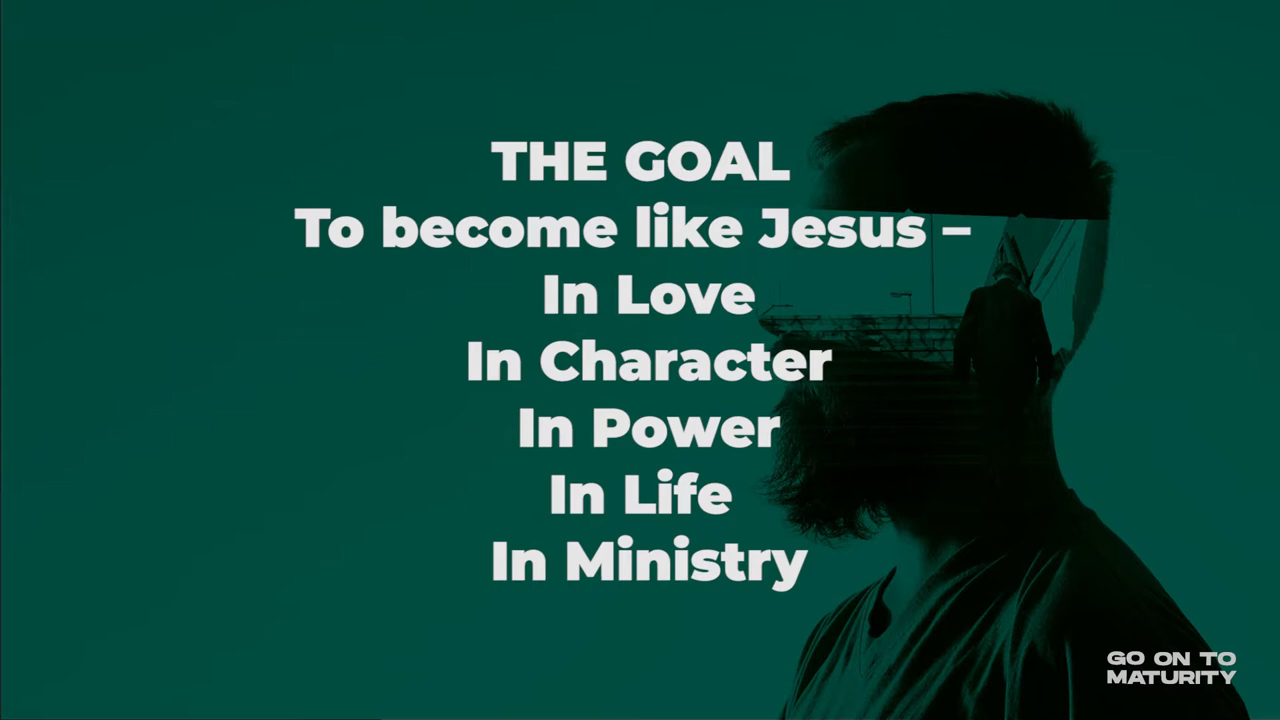 THE GOAL
To become like Jesus –
In Love
In Character
In Power
In Life
In Ministry
GO ON TO
MATURITY